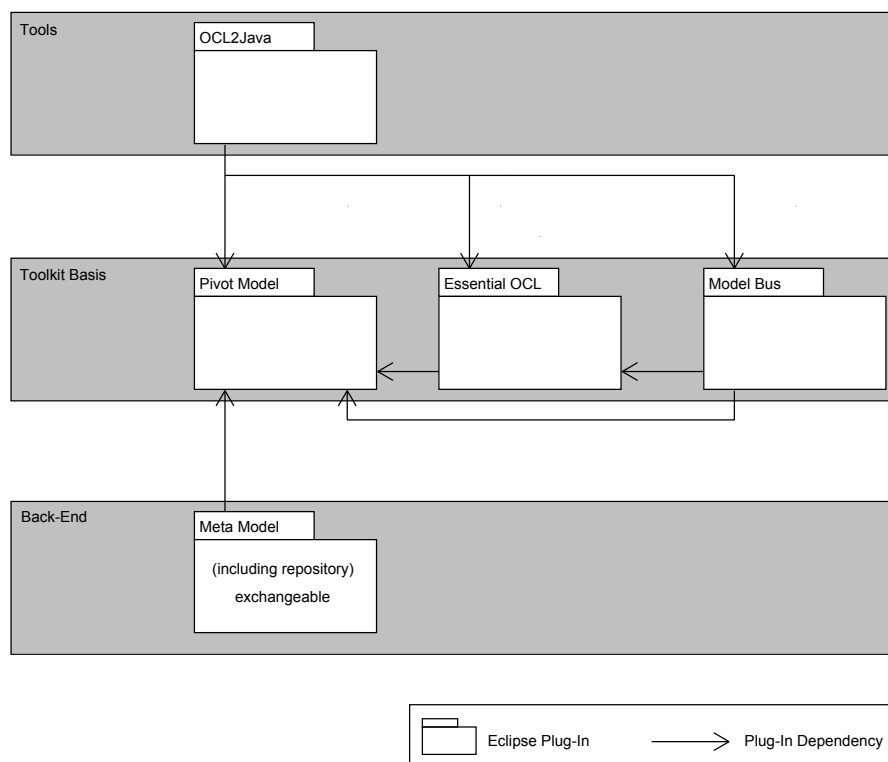 Tools
OCL2Java
Toolkit Basis
Pivot Model
Essential OCL
Model Bus
Back-End
Meta Model
(including repository)
exchangeable
Eclipse Plug-In
Plug-In Dependency